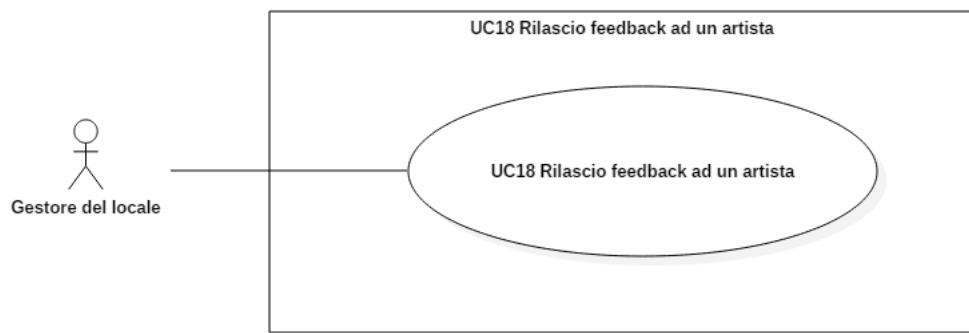 UC18 Rilascio feedback ad un artista
UC18 Rilascio feedback ad un artista
Gestore del locale